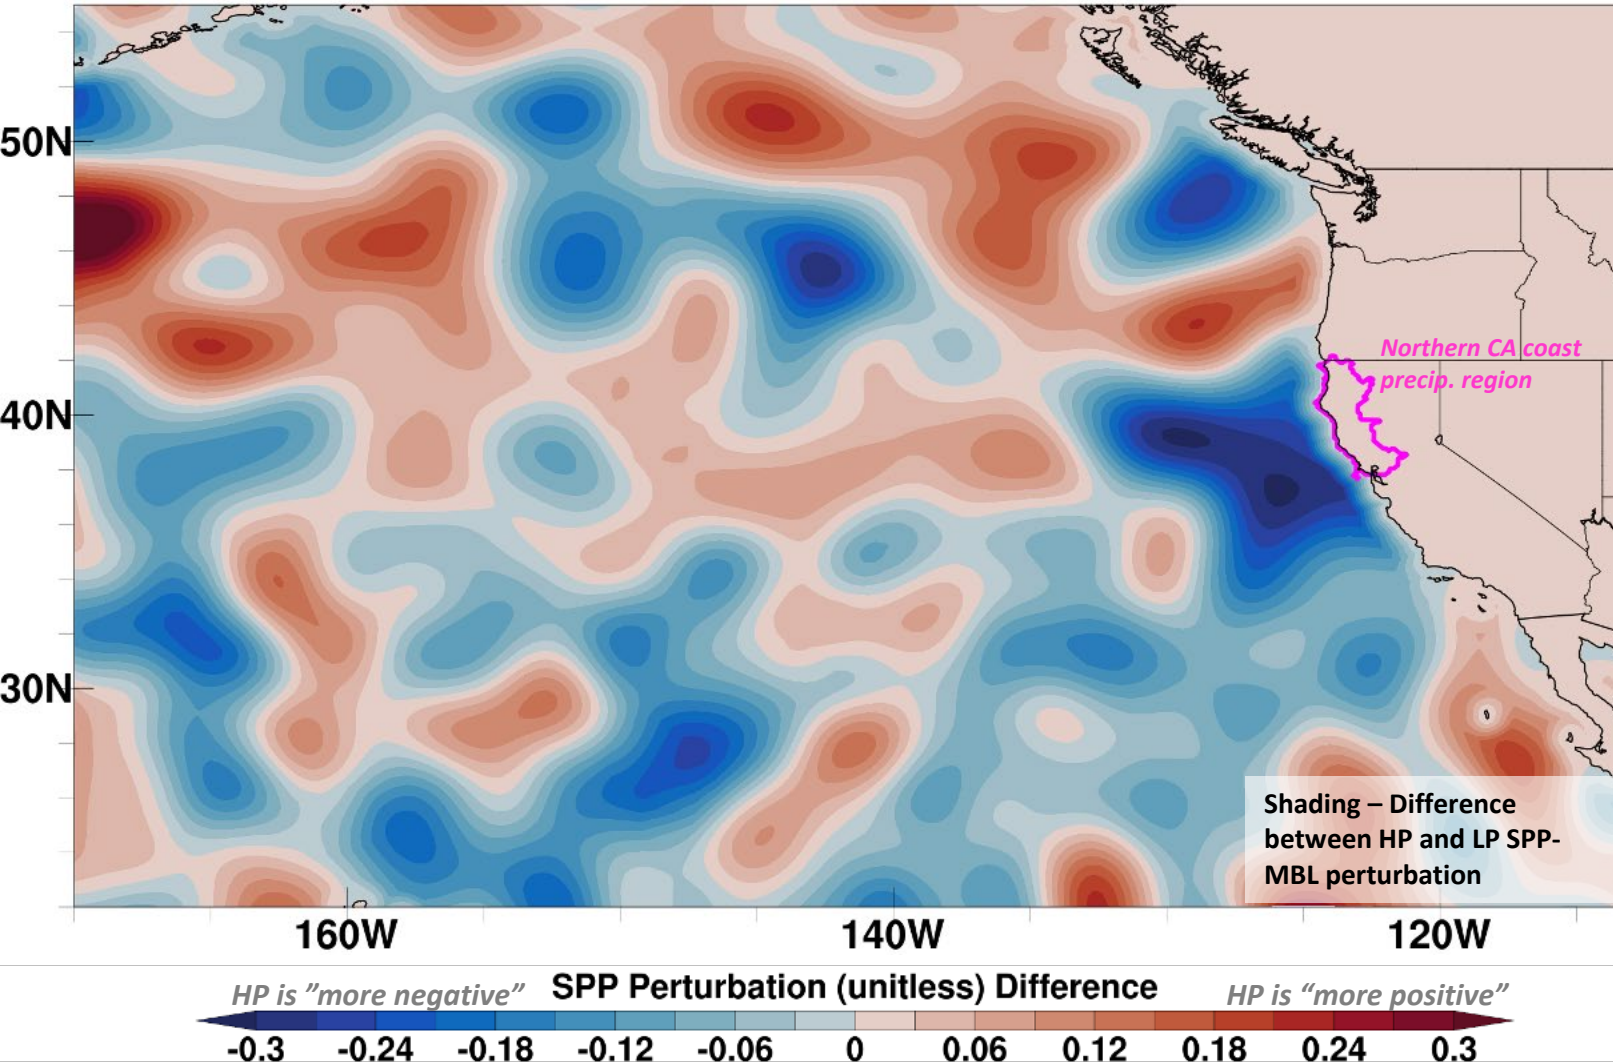 50N
40N
30N
Northern CA coast
precip. region
Shading – Difference
between HP and LP SPP-
MBL perturbation
160W 140W 120W
HP is ”more negative” SPP Perturbation (unitless) Difference HP is “more positive”
-0.3 -0.24 -0.18 -0.12 -0.06 0 0.06 0.12 0.18 0.24 0.3